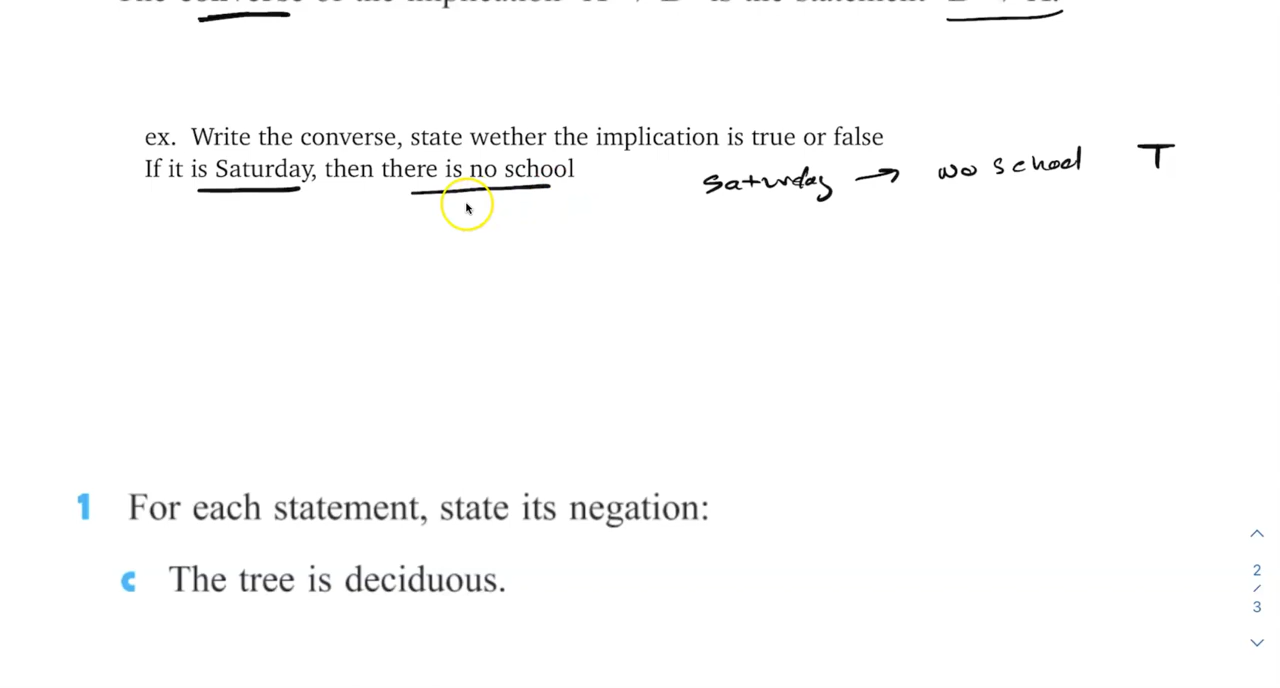 ex. Write the converse, state wether the implication is true or false
If it is Saturday, then there is no school
Saturday → no school T
1 For each statement, state its negation:
c The tree is deciduous.
2
/
3